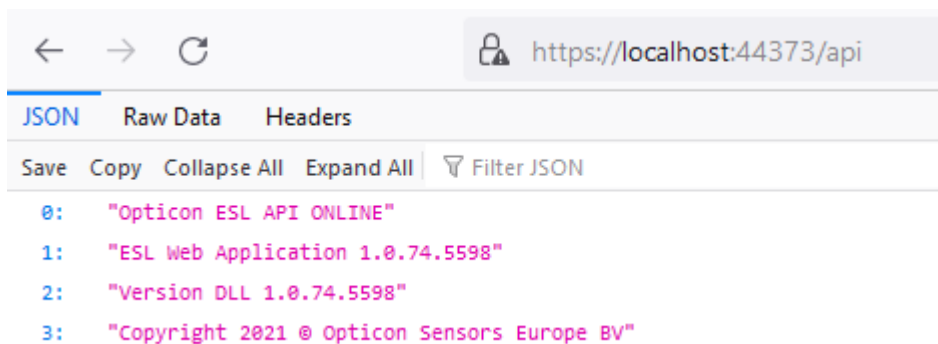 https://localhost:44373/api
JSON Raw Data Headers
Save Copy Collapse All Expand All Filter JSON
0: "Opticon ESL API ONLINE"
1: "ESL Web Application 1.0.74.5598"
2: "Version DLL 1.0.74.5598"
3: "Copyright 2021 © Opticon Sensors Europe BV"